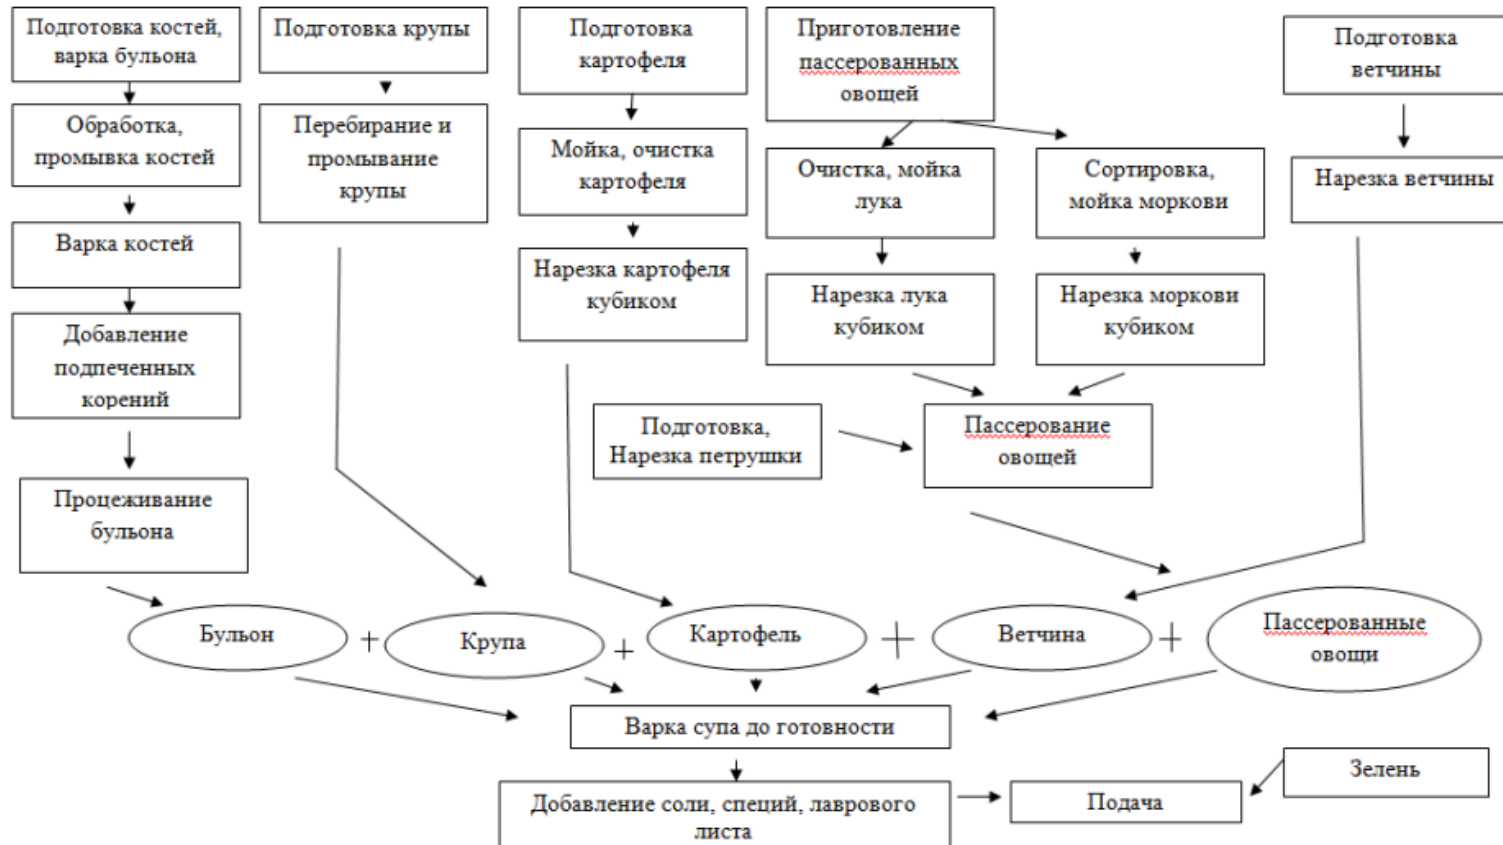 Подготовка костей,
варка бульона
Подготовка крупы
Подготовка
картофеля
Приготовление
пассерованных
овощей
Подготовка
ветчины
Обработка,
промывка костей
Перебирание и
промывание
крупы
Мойка, очистка
картофеля
Очистка, мойка
лука
Сортировка,
мойка моркови
Нарезка ветчины
Варка костей
Нарезка картофеля
кубиком
Нарезка лука
кубиком
Нарезка моркови
кубиком
Добавление
подпеченных
корений
Подготовка,
Нарезка петрушки
Пассерование
овощей
Процеживание
бульона
Бульон
+
Крупа
+
Картофель
+
Ветчина
+
Пассерованные
овощи
Варка супа до готовности
Добавление соли, специй, лаврового
листа
Подача
Зелень